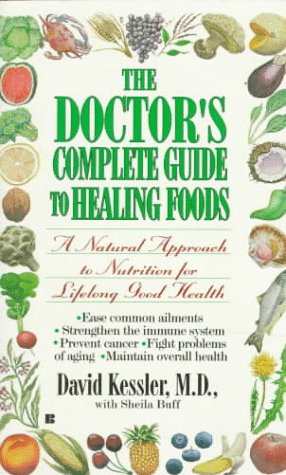 THE
DOCTOR'S
COMPLETE GUIDE
TO HEALING FOODS
A Natural Approach
to Nutrition for
Lifelong Good Health
•Ease common ailments
•Strengthen the immune system
•Prevent cancer •Fight problems
of aging •Maintain overall health
David Kessler, M.D.,
with Sheila Buff
B